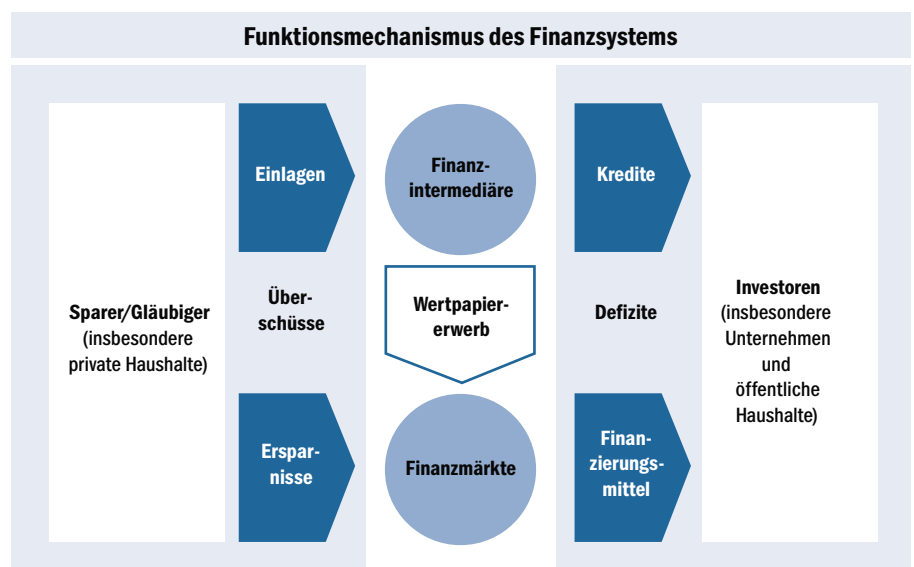 Funktionsmechanismus des Finanzsystems
Sparer/Gläubiger
(insbesondere
private Haushalte)
Einlagen
Über-
schüsse
Erspar-
nisse
Finanz-
intermediäre
Wertpapier-
erwerb
Finanzmärkte
Kredite
Defizite
Finan-
zierungs-
mittel
Investoren
(insbesondere
Unternehmen
und
öffentliche
Haushalte)